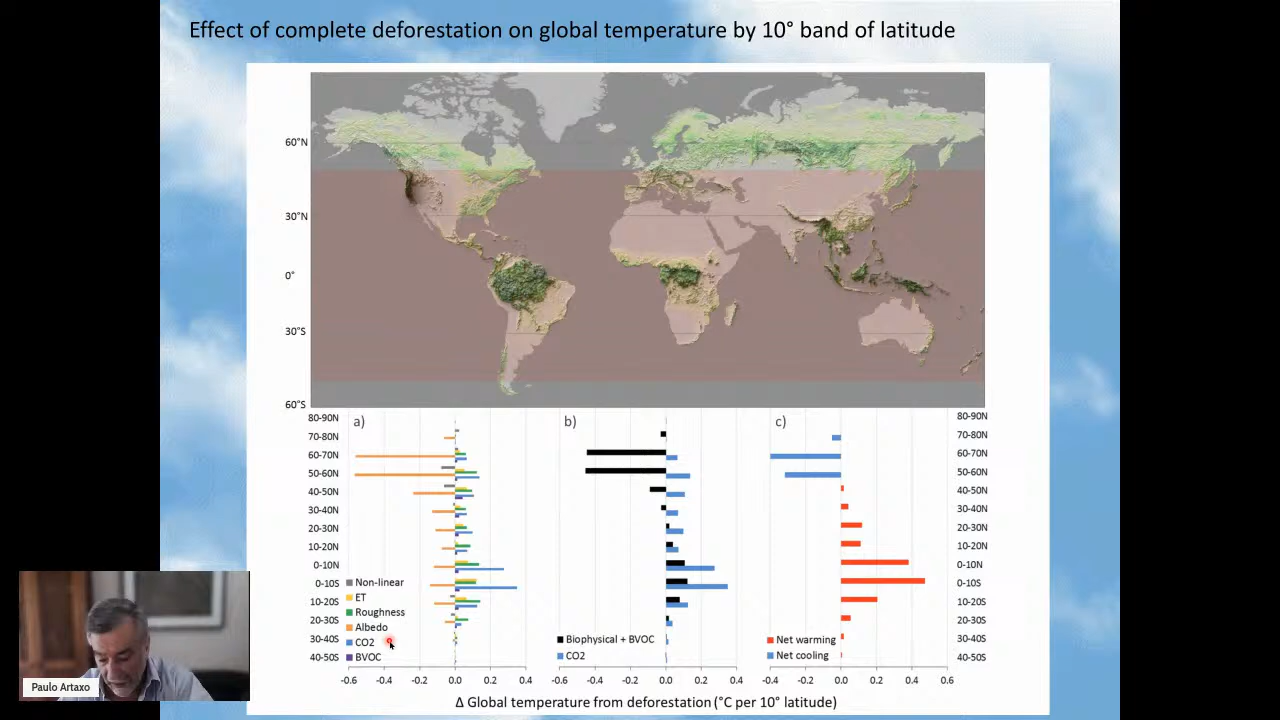 Effect of complete deforestation on global temperature by 10° band of latitude
60°N
30°N
0°
30°S
60°S
a)
b)
c)
80-90N
70-80N
60-70N
50-60N
40-50N
30-40N
20-30N
10-20N
0-10N
0-10S
10-20S
20-30S
30-40S
40-50S
Non-linear
ET
Roughness
Albedo
CO2
BVOC
Biophysical + BVOC
CO2
Net warming
Net cooling
80-90N
70-80N
60-70N
50-60N
40-50N
30-40N
20-30N
10-20N
0-10N
0-10S
10-20S
20-30S
30-40S
40-50S
-0.6 -0.4 -0.2 0.0 0.2 0.4
-0.6 -0.4 -0.2 0.0 0.2 0.4
-0.4 -0.2 0.0 0.2 0.4 0.6
Δ Global temperature from deforestation (°C per 10° latitude)
Paulo Artaxo